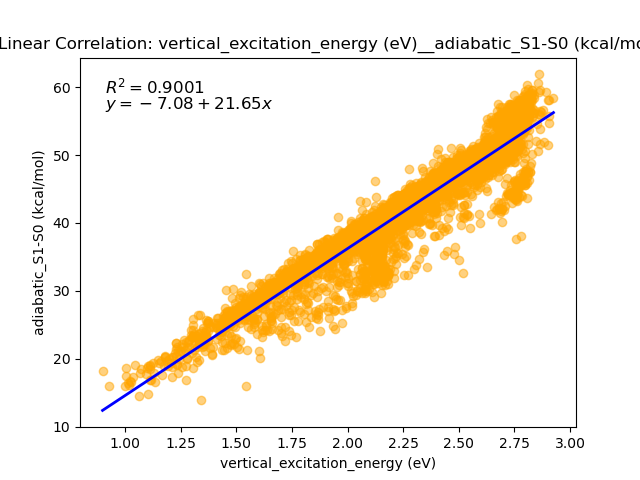 Linear Correlation: vertical_excitation_energy (eV)__adiabatic_S1-S0 (kcal/mo
R² = 0.9001
y = − 7.08 + 21.65x
60
50
40
30
20
10
adiabatic_S1-S0 (kcal/mol)
1.00 1.25 1.50 1.75 2.00 2.25 2.50 2.75 3.00
vertical_excitation_energy (eV)